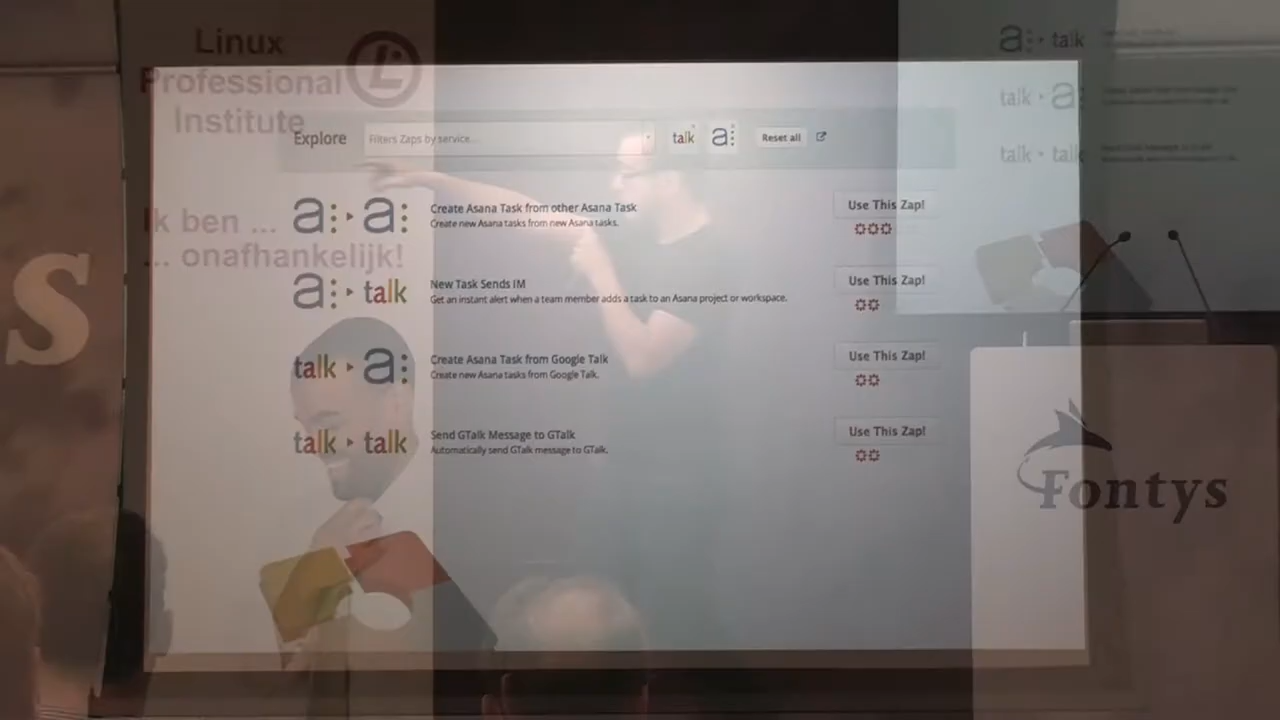 Linux
Professional
Institute
Ik ben ...
... onafhankelijk!
S
Explore Filters Zaps by service... talk a: Reset all
a: a: Create Asana Task from other Asana Task Use This Zap!
Create new Asana tasks from new Asana tasks.
a: talk New Task Sends IM Use This Zap!
Get an instant alert when a team member adds a task to an Asana project or workspace.
talk a: Create Asana Task from Google Talk Use This Zap!
Create new Asana tasks from Google Talk.
talk talk Send GTalk Message to GTalk Use This Zap!
Automatically send GTalk message to GTalk.
a: talk
talk a:
talk talk
Fontys